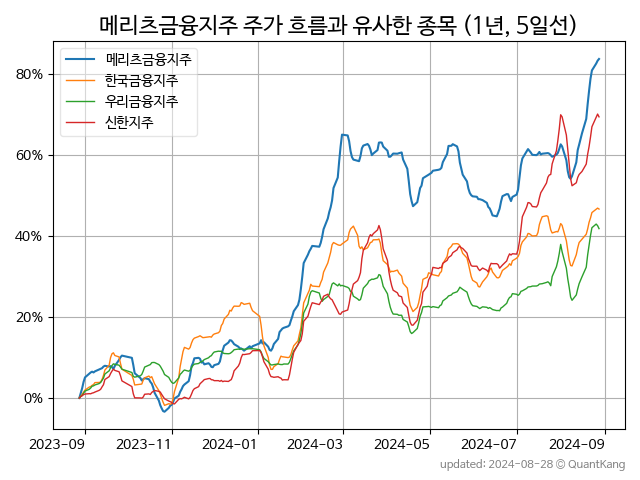 메리츠금융지주 주가 흐름과 유사한 종목 (1년, 5일선)
메리츠금융지주
한국금융지주
우리금융지주
신한지주
80%
60%
40%
20%
0%
2023-09 2023-11 2024-01 2024-03 2024-05 2024-07 2024-09
updated: 2024-08-28 © QuantKang